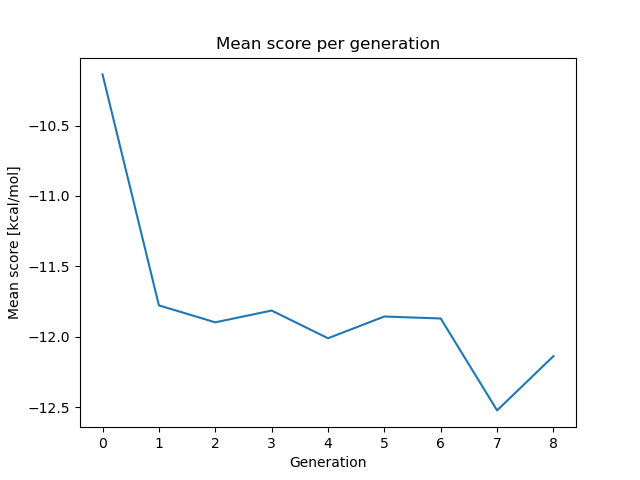 Mean score per generation
Mean score [kcal/mol]
−10.5
−11.0
−11.5
−12.0
−12.5
0 1 2 3 4 5 6 7 8
Generation